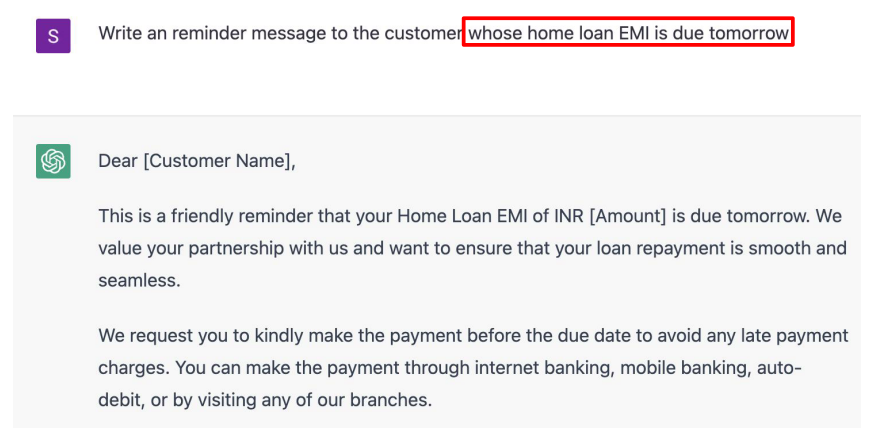 S
Write an reminder message to the customer whose home loan EMI is due tomorrow
Dear [Customer Name],
This is a friendly reminder that your Home Loan EMI of INR [Amount] is due tomorrow. We
value your partnership with us and want to ensure that your loan repayment is smooth and
seamless.
We request you to kindly make the payment before the due date to avoid any late payment
charges. You can make the payment through internet banking, mobile banking, auto-
debit, or by visiting any of our branches.